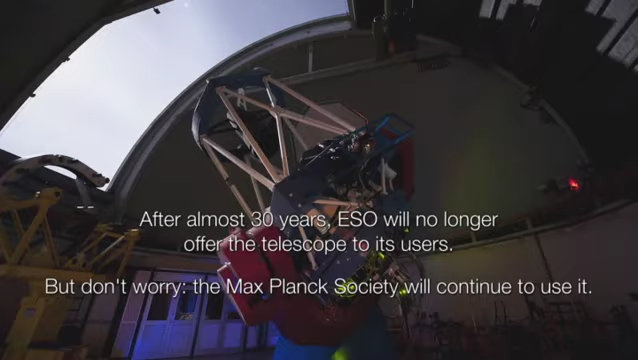 After almost 30 years, ESO will no longer
offer the telescope to its users.
But don't worry: the Max Planck Society will continue to use it.